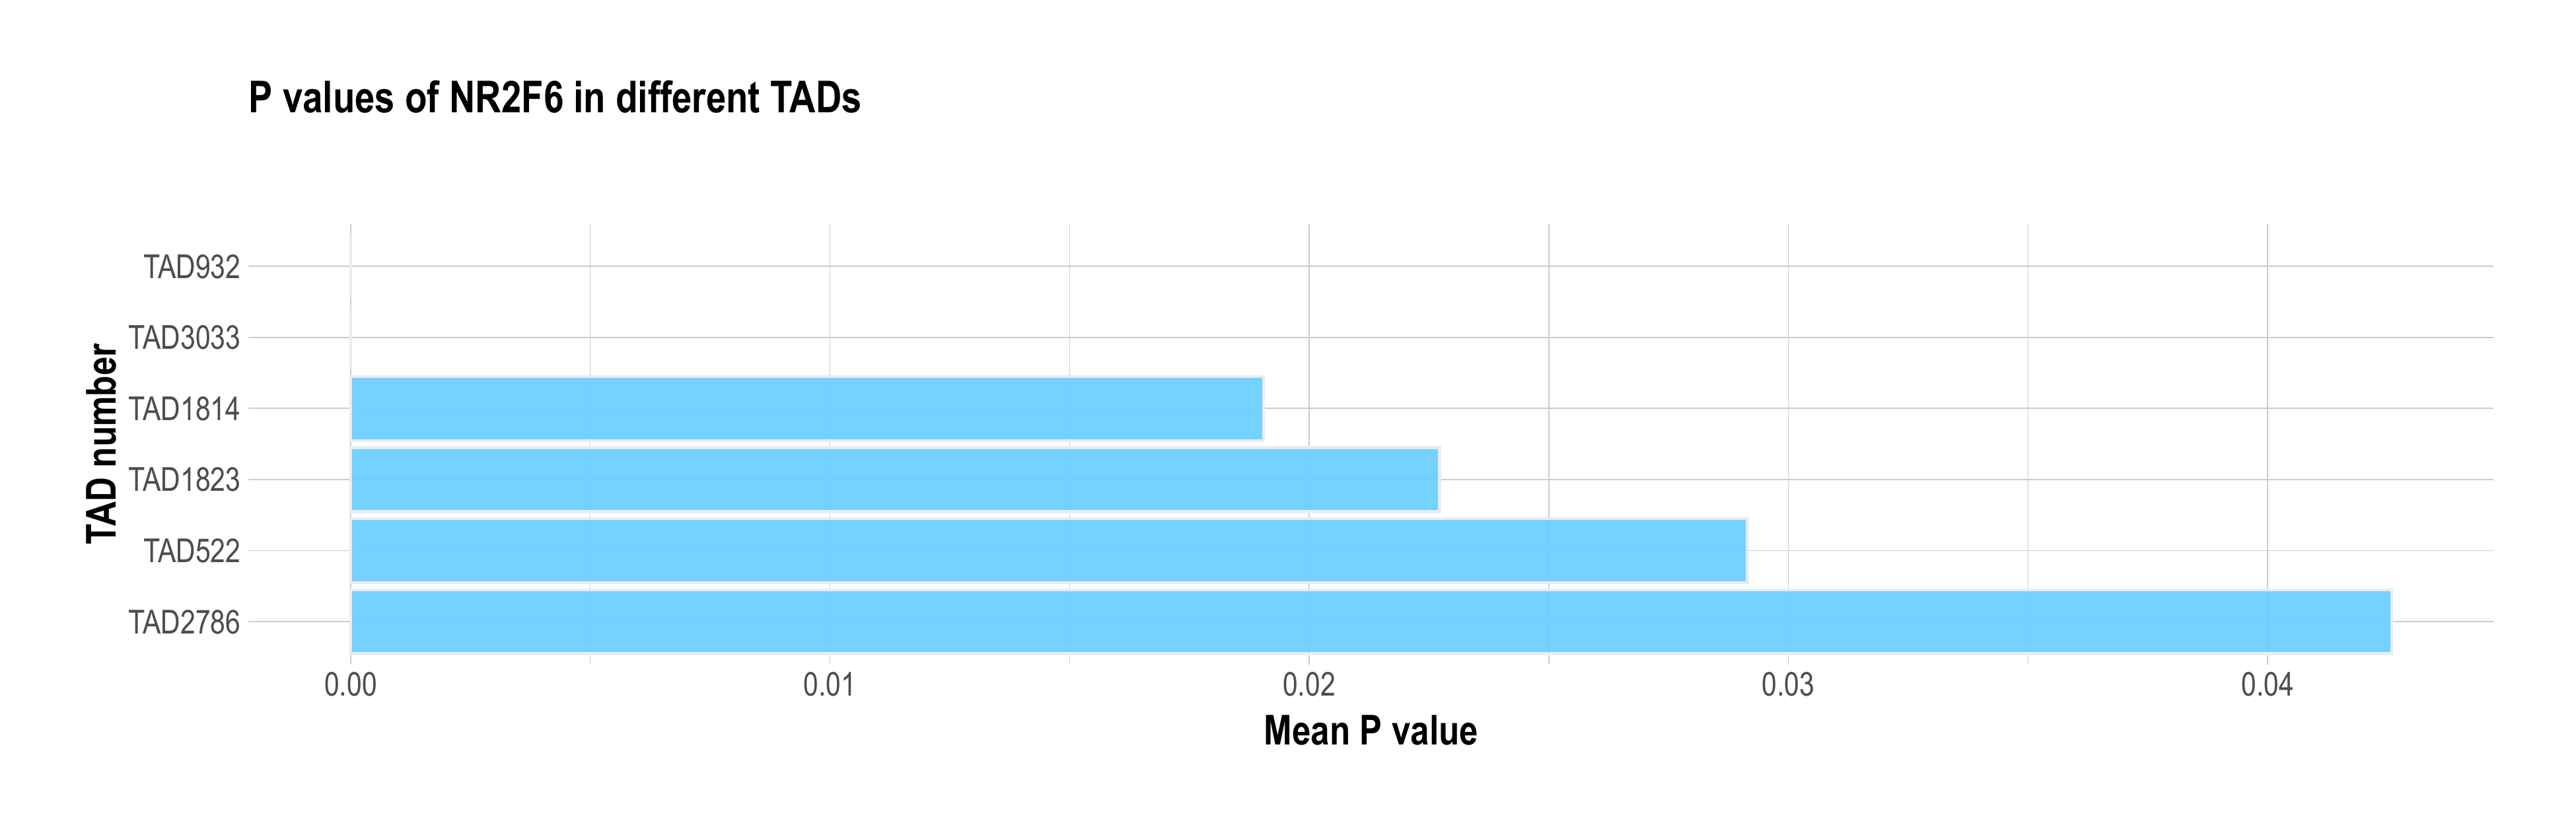 P values of NR2F6 in different TADs
TAD number
TAD932
TAD3033
TAD1814
TAD1823
TAD522
TAD2786
0.00 0.01 0.02 0.03 0.04
Mean P value